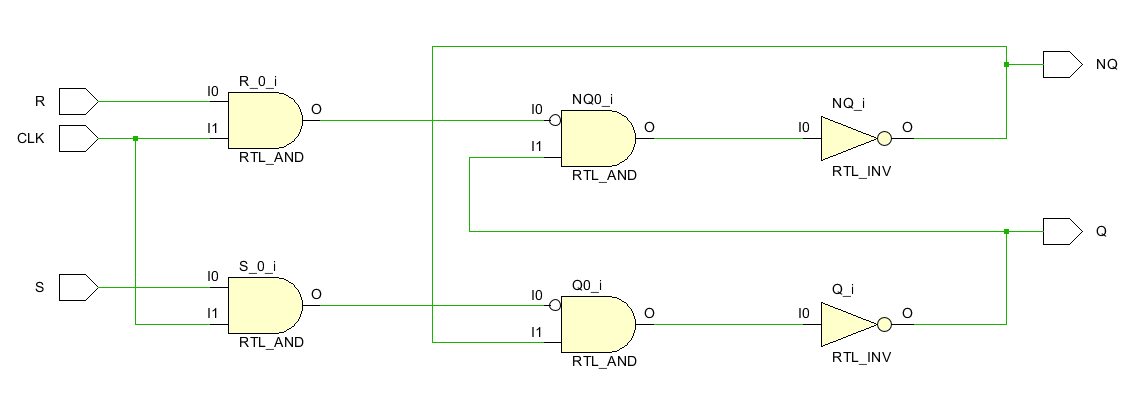 R
CLK
S
R_0_i
I0
I1
O
RTL_AND
S_0_i
I0
I1
O
RTL_AND
NQ0_i
I0
I1
O
RTL_AND
Q0_i
I0
I1
O
RTL_AND
NQ_i
I0
O
RTL_INV
Q_i
I0
O
RTL_INV
NQ
Q